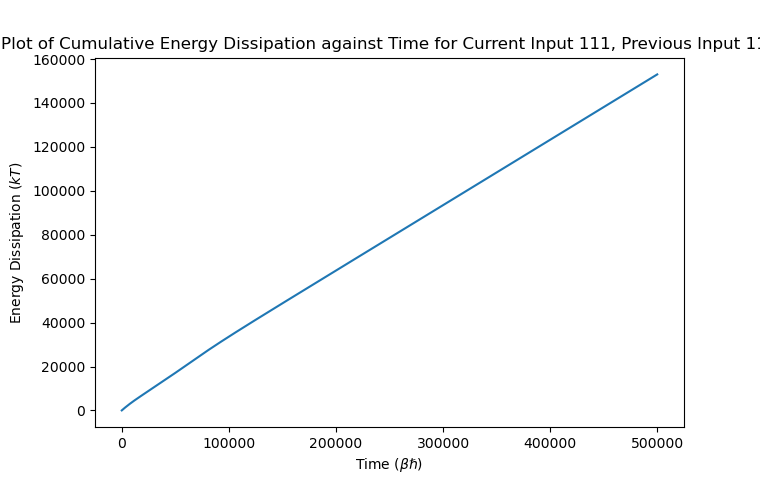 Plot of Cumulative Energy Dissipation against Time for Current Input 111, Previous Input 11
160000
140000
120000
100000
80000
60000
40000
20000
0
Energy Dissipation (kT)
0 100000 200000 300000 400000 500000
Time (βℏ)